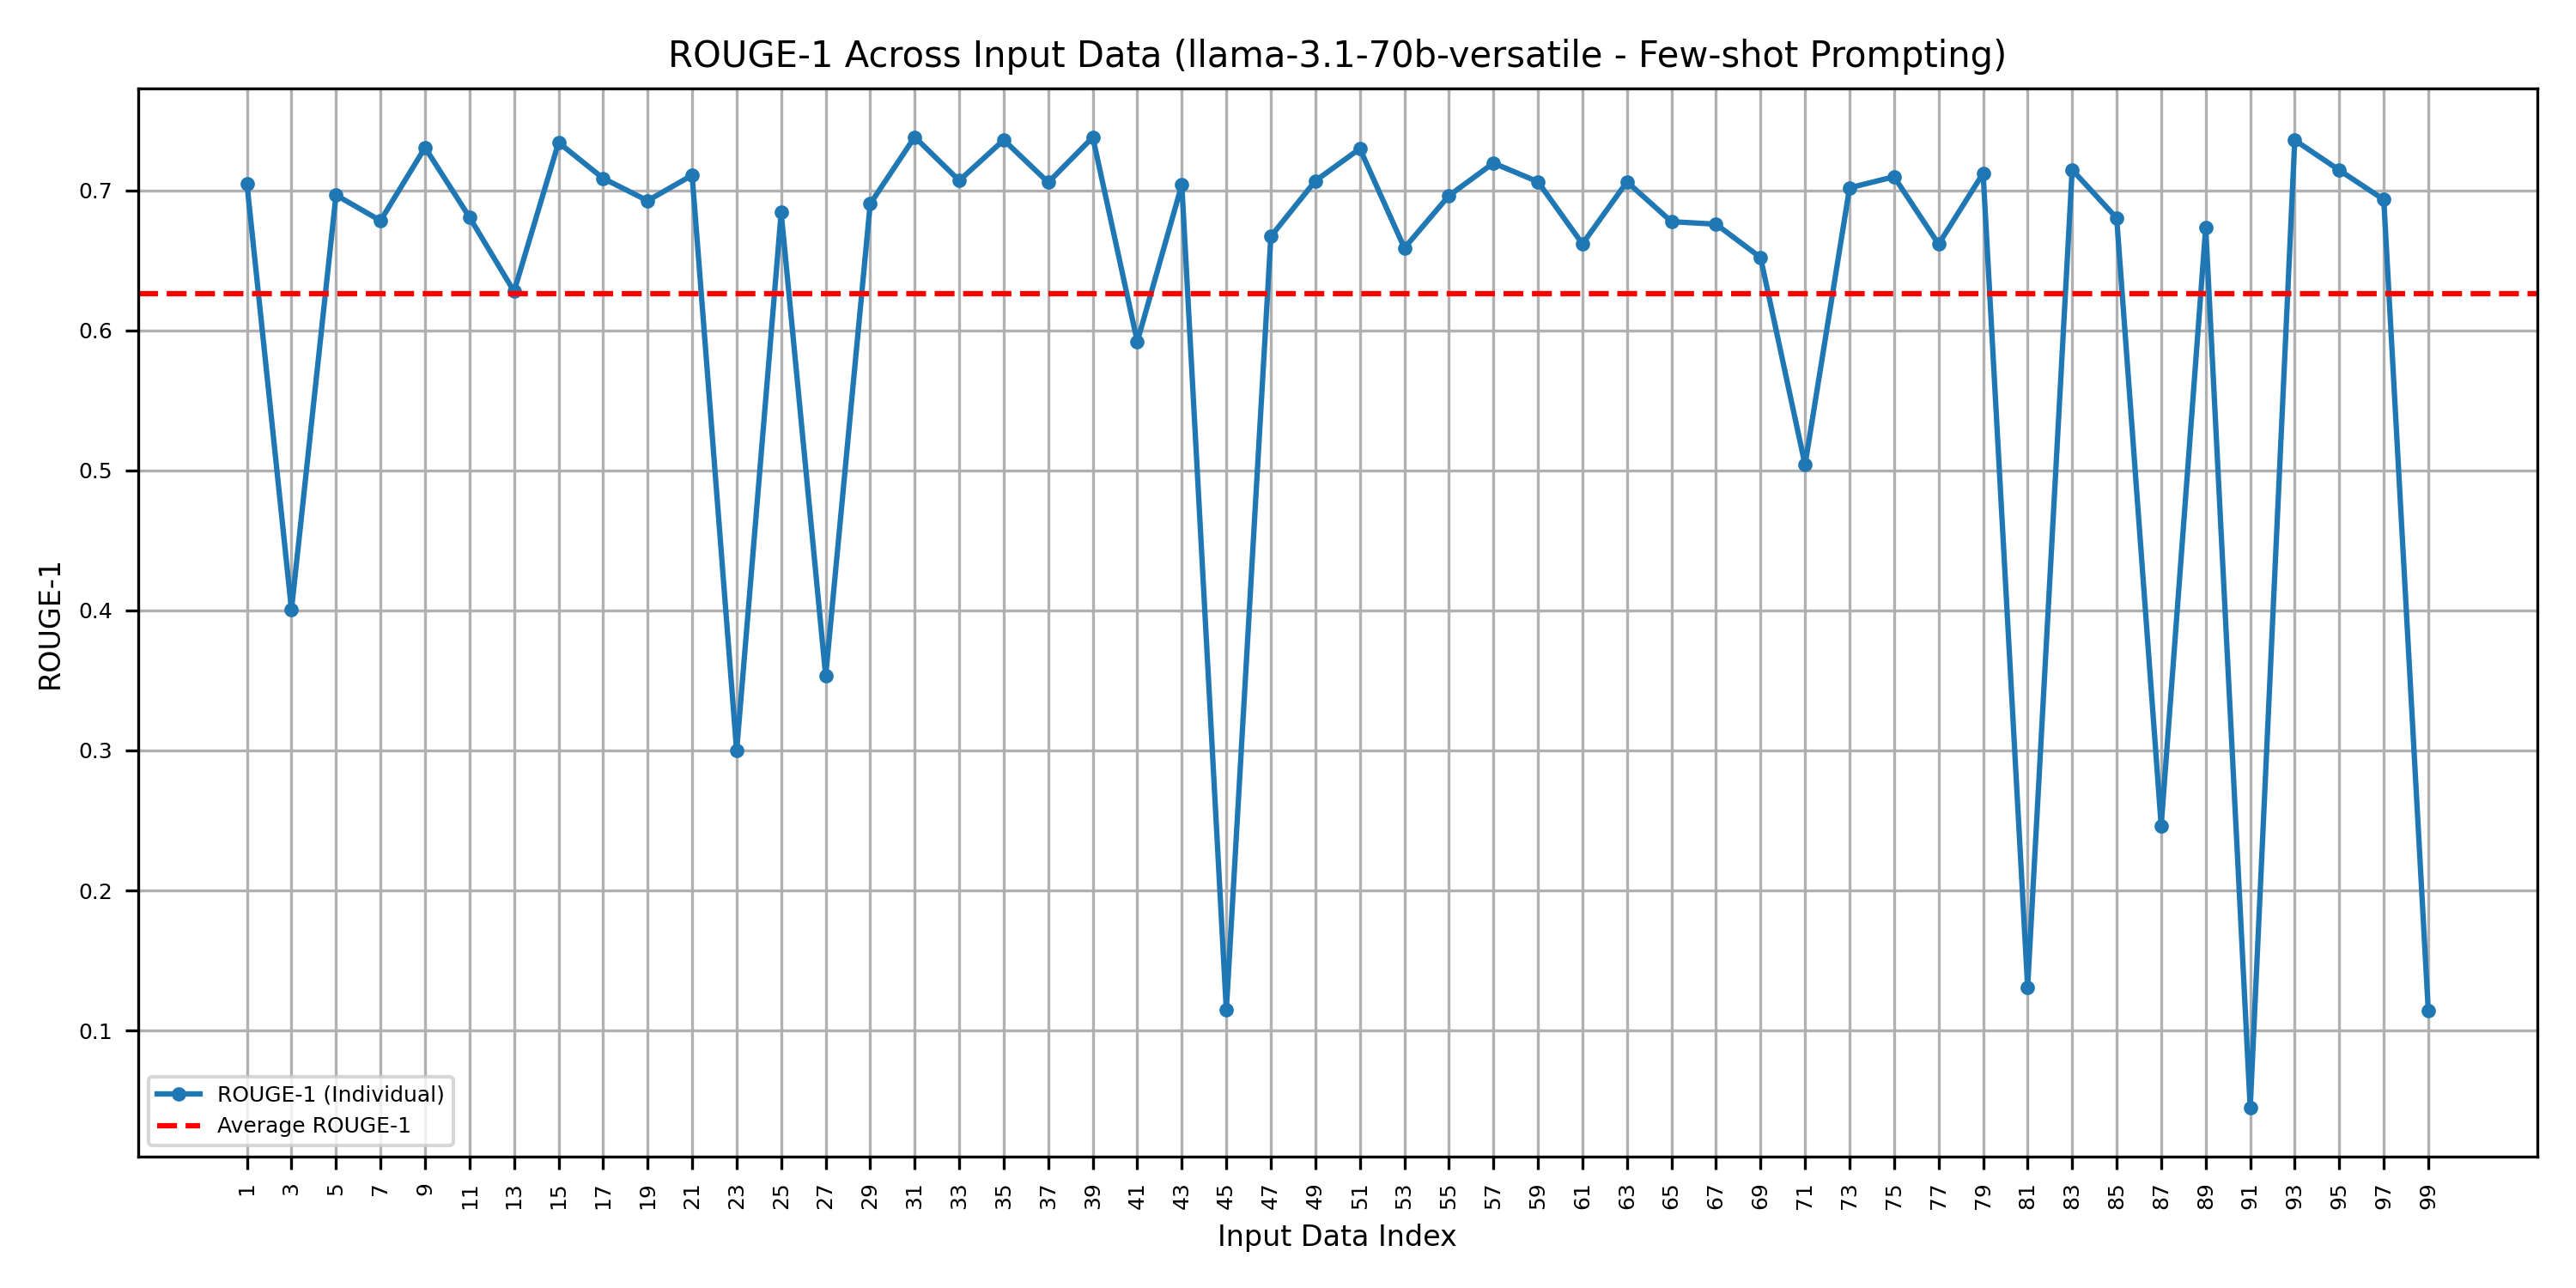 ROUGE-1 Across Input Data (llama-3.1-70b-versatile - Few-shot Prompting)
ROUGE-1
0.7
0.6
0.5
0.4
0.3
0.2
0.1
ROUGE-1 (Individual)
Average ROUGE-1
1 3 5 7 9 11 13 15 17 19 21 23 25 27 29 31 33 35 37 39 41 43 45 47 49 51 53 55 57 59 61 63 65 67 69 71 73 75 77 79 81 83 85 87 89 91 93 95 97 99
Input Data Index